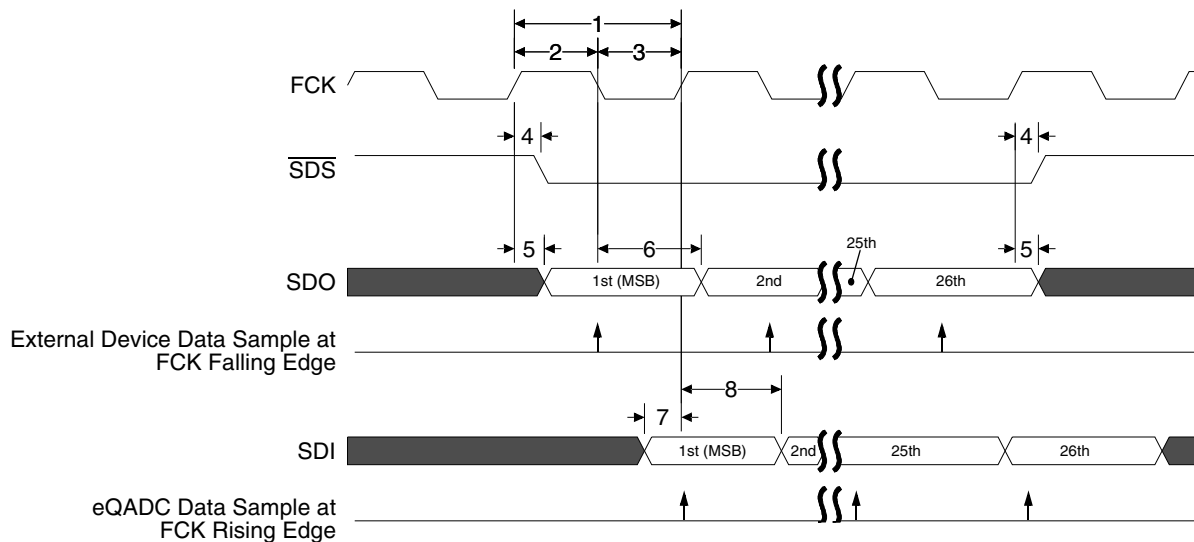 1
2 3
FCK
4 4
SDS
5 6 25th 5
SDO 1st (MSB) 2nd 26th
External Device Data Sample at
FCK Falling Edge
8
7
SDI 1st (MSB) 2nd 25th 26th
eQADC Data Sample at
FCK Rising Edge